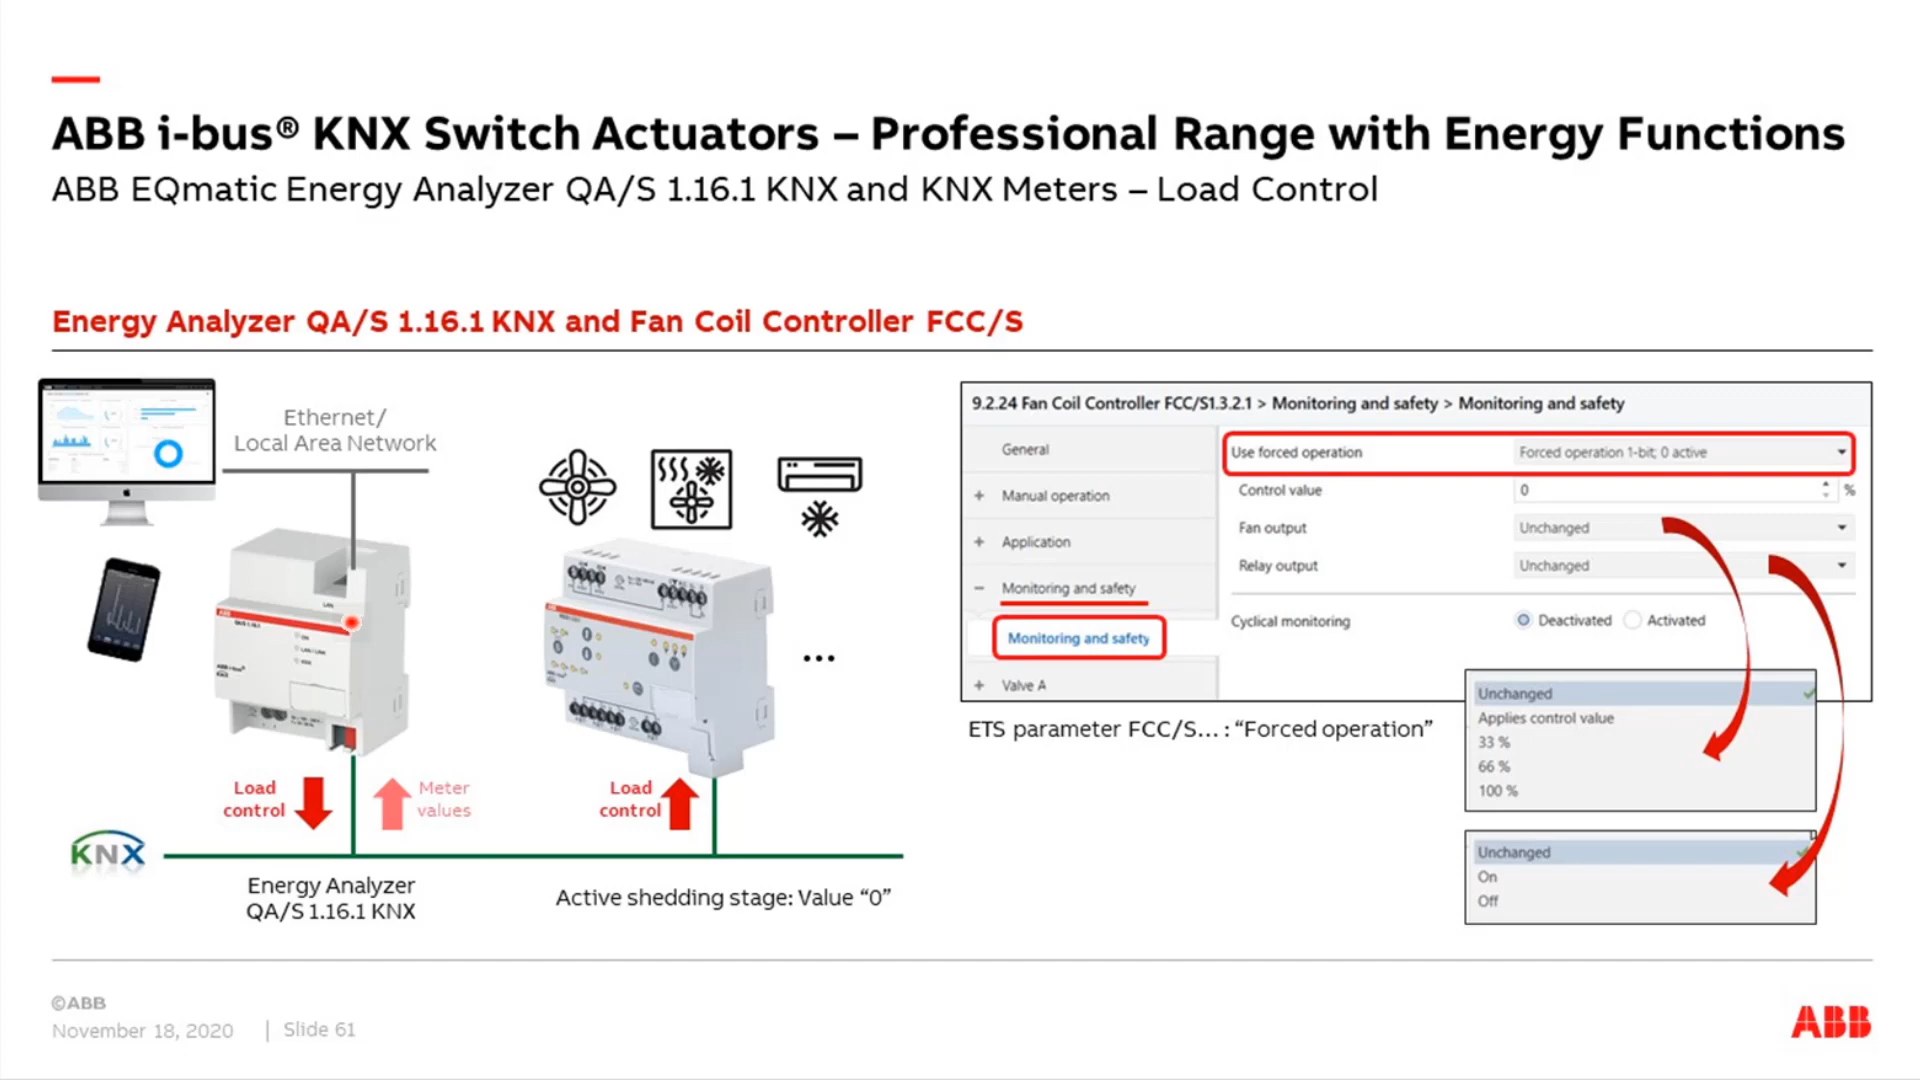 ABB i-bus® KNX Switch Actuators – Professional Range with Energy Functions
ABB EQmatic Energy Analyzer QA/S 1.16.1 KNX and KNX Meters – Load Control
Energy Analyzer QA/S 1.16.1 KNX and Fan Coil Controller FCC/S
Ethernet/
Local Area Network
LAN
ABB
Load
control
Meter
values
Load
control
KNX
Energy Analyzer
QA/S 1.16.1 KNX
Active shedding stage: Value “0”
...
9.2.24 Fan Coil Controller FCC/S1.3.2.1 > Monitoring and safety > Monitoring and safety
General
+ Manual operation
+ Application
− Monitoring and safety
Monitoring and safety
+ Valve A
Use forced operation Forced operation 1-bit; 0 active
Control value 0 %
Fan output Unchanged
Relay output Unchanged
Cyclical monitoring Deactivated Activated
ETS parameter FCC/S... : “Forced operation”
Unchanged
Applies control value
33 %
66 %
100 %
Unchanged
On
Off
©ABB
November 18, 2020 | Slide 61
ABB